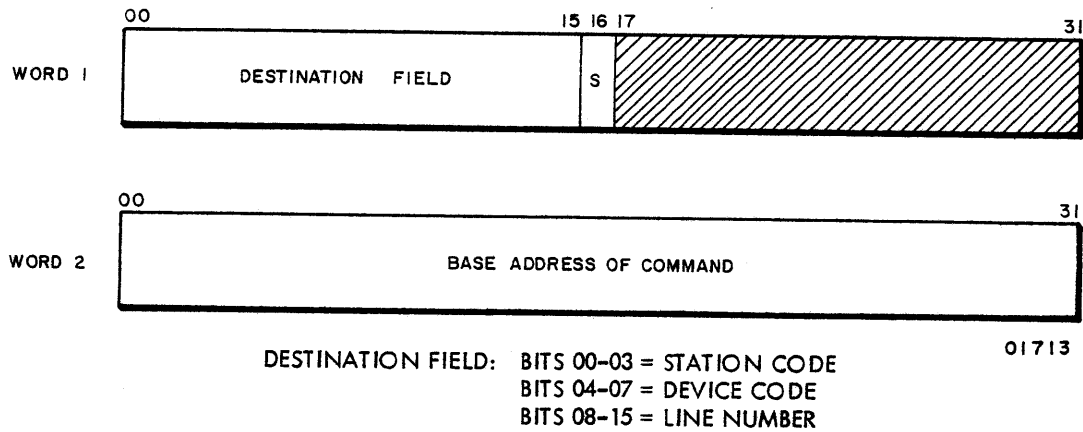 00 15 16 17 31
WORD 1 DESTINATION FIELD S
00 31
WORD 2 BASE ADDRESS OF COMMAND
01713
DESTINATION FIELD: BITS 00-03 = STATION CODE
BITS 04-07 = DEVICE CODE
BITS 08-15 = LINE NUMBER